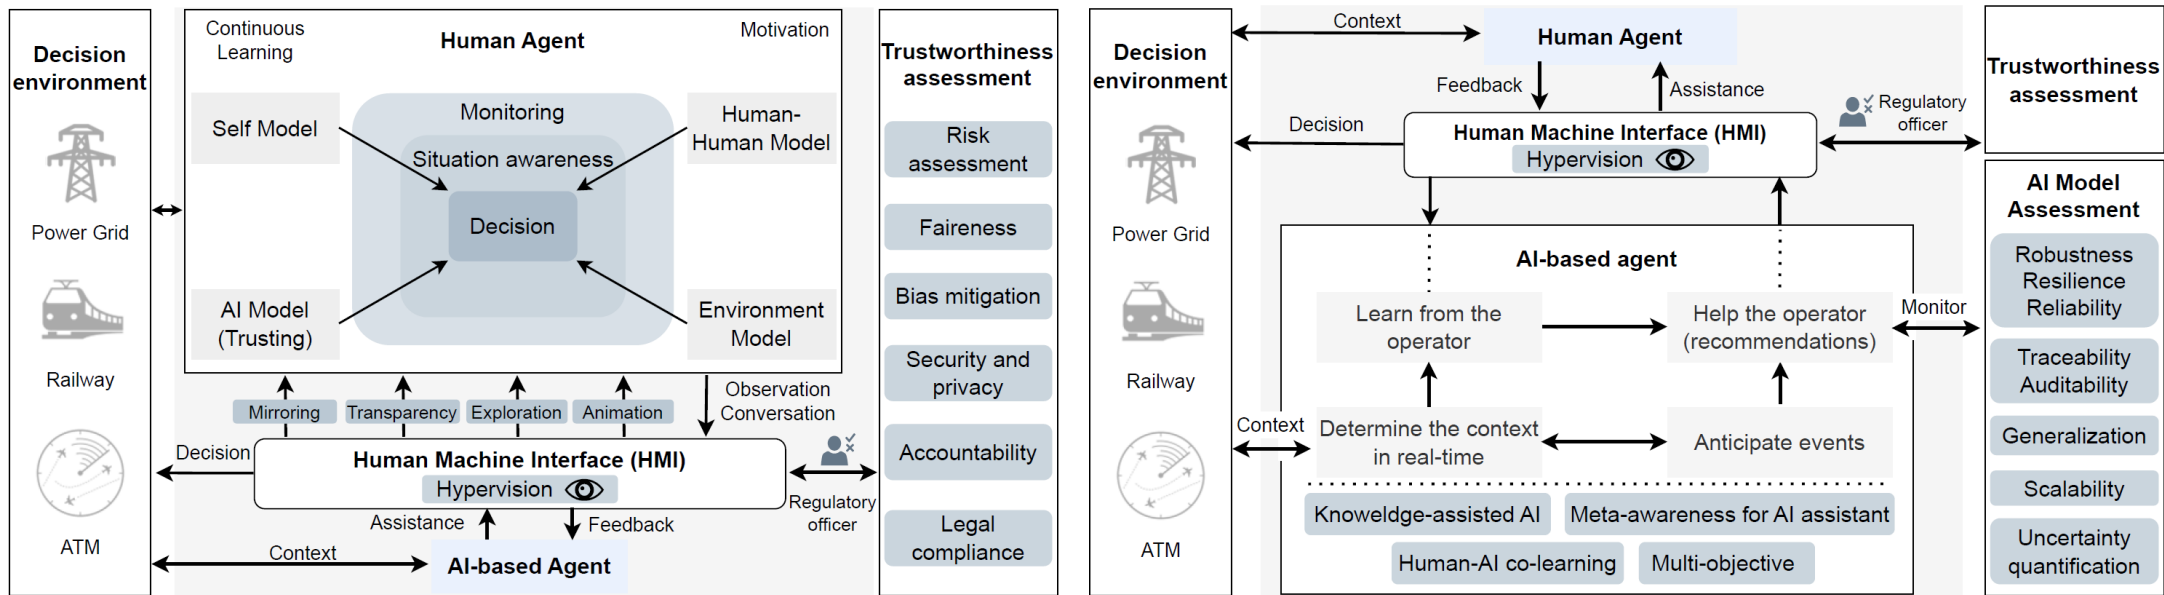 Decision
environment
Power Grid
Railway
ATM
Continuous
Learning
Human Agent
Motivation
Self Model
Monitoring
Human-
Human Model
Situation awareness
Decision
AI Model
(Trusting)
Environment
Model
Mirroring
Transparency
Exploration
Animation
Observation
Conversation
Decision
Human Machine Interface (HMI)
Hypervision
Regulatory
officer
Assistance
Feedback
Context
AI-based Agent
Trustworthiness
assessment
Risk
assessment
Faireness
Bias mitigation
Security and
privacy
Accountability
Legal
compliance
Decision
environment
Power Grid
Railway
ATM
Context
Human Agent
Feedback
Assistance
Decision
Human Machine Interface (HMI)
Hypervision
Regulatory
officer
AI-based agent
Learn from the
operator
Help the operator
(recommendations)
Monitor
Context
Determine the context
in real-time
Anticipate events
Knoweldge-assisted AI
Meta-awareness for AI assistant
Human-AI co-learning
Multi-objective
Trustworthiness
assessment
AI Model
Assessment
Robustness
Resilience
Reliability
Traceability
Auditability
Generalization
Scalability
Uncertainty
quantification